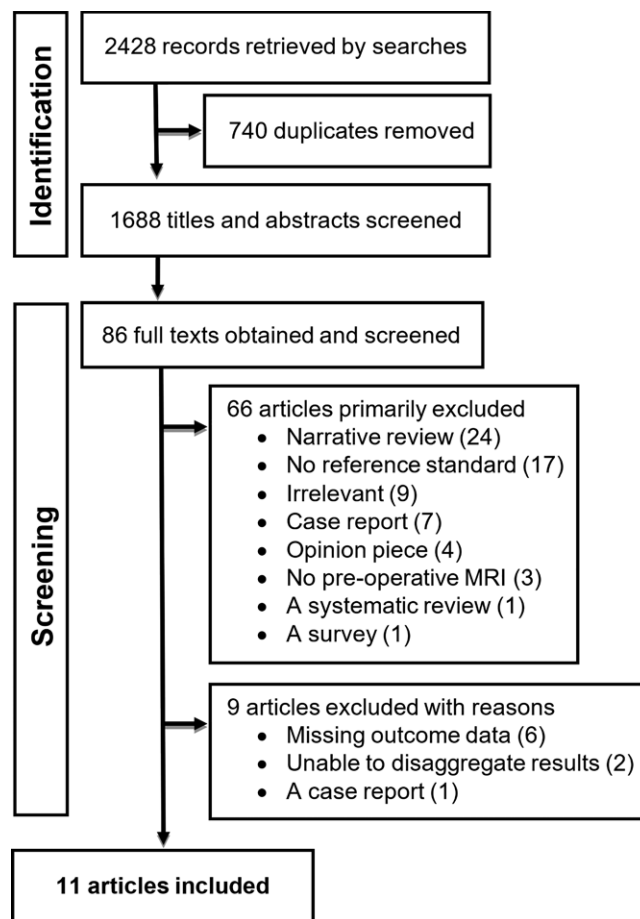 Identification
2428 records retrieved by searches
740 duplicates removed
1688 titles and abstracts screened
Screening
86 full texts obtained and screened
66 articles primarily excluded
• Narrative review (24)
• No reference standard (17)
• Irrelevant (9)
• Case report (7)
• Opinion piece (4)
• No pre-operative MRI (3)
• A systematic review (1)
• A survey (1)
9 articles excluded with reasons
• Missing outcome data (6)
• Unable to disaggregate results (2)
• A case report (1)
11 articles included